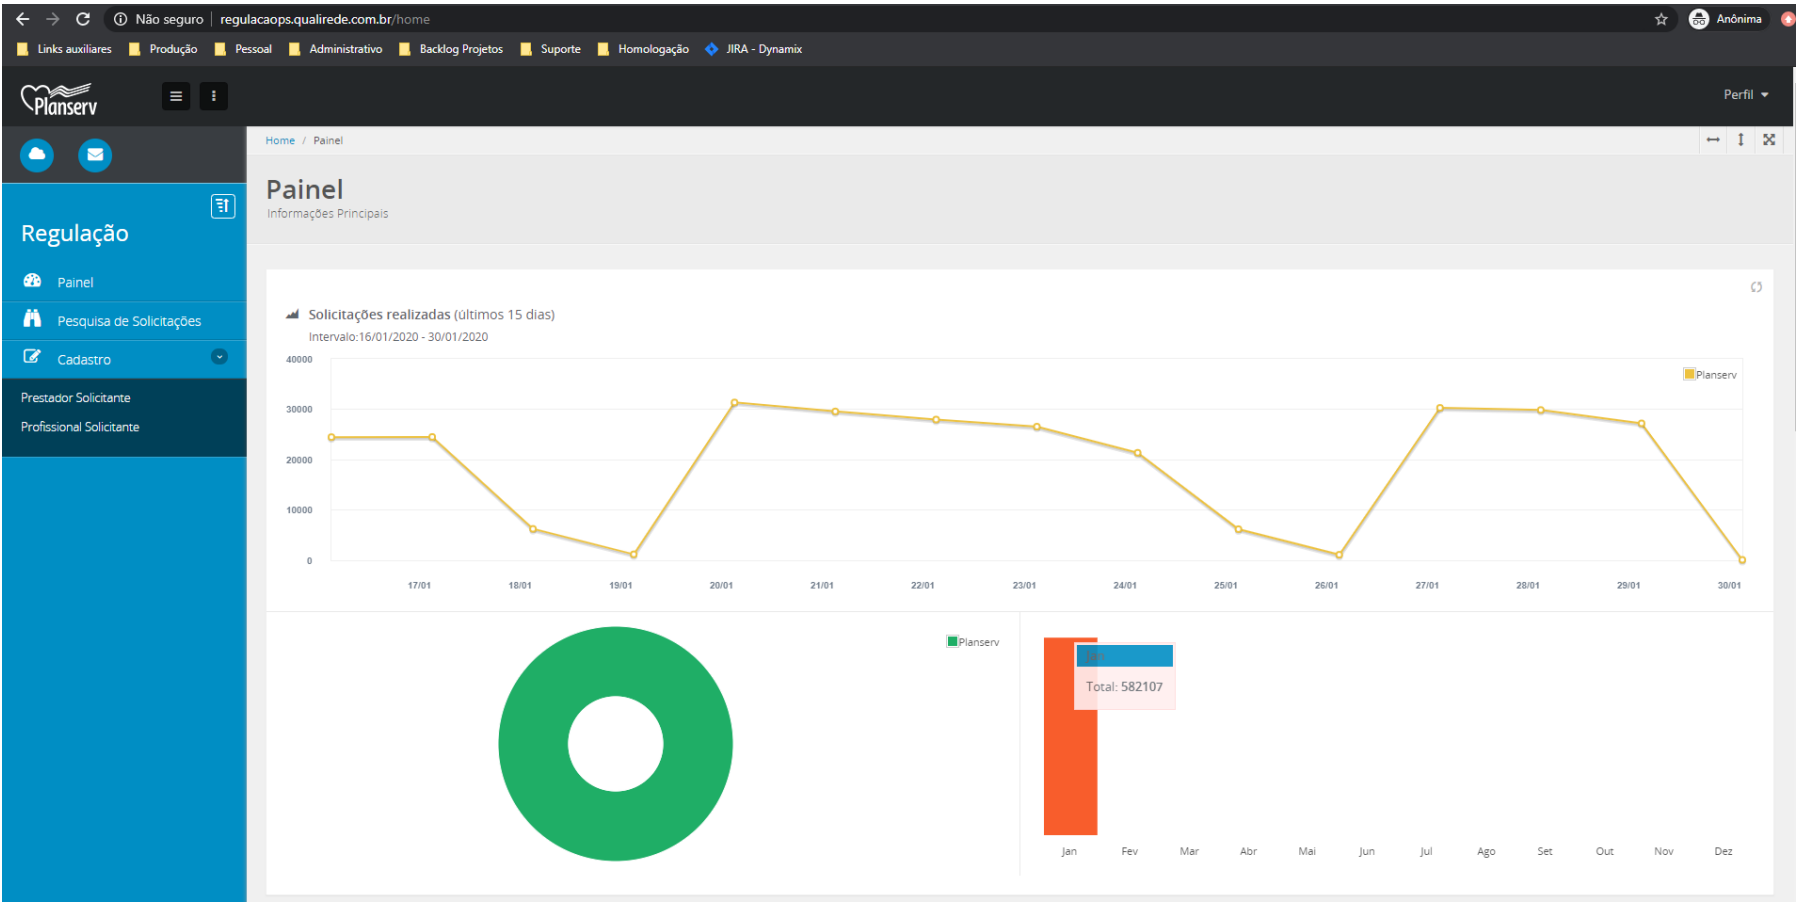 Não seguro | regulacaops.qualirede.com.br/home
Anônima
Links auxiliares Produção Pessoal Administrativo Backlog Projetos Suporte Homologação JIRA - Dynamix
Planserv
Perfil
Home / Painel
Painel
Informações Principais
Regulação
Painel
Pesquisa de Solicitações
Cadastro
Prestador Solicitante
Profissional Solicitante
Solicitações realizadas (últimos 15 dias)
Intervalo:16/01/2020 - 30/01/2020
40000
30000
20000
10000
0
Planserv
17/01 18/01 19/01 20/01 21/01 22/01 23/01 24/01 25/01 26/01 27/01 28/01 29/01 30/01
Planserv
Jan
Total: 582107
Jan Fev Mar Abr Mai Jun Jul Ago Set Out Nov Dez